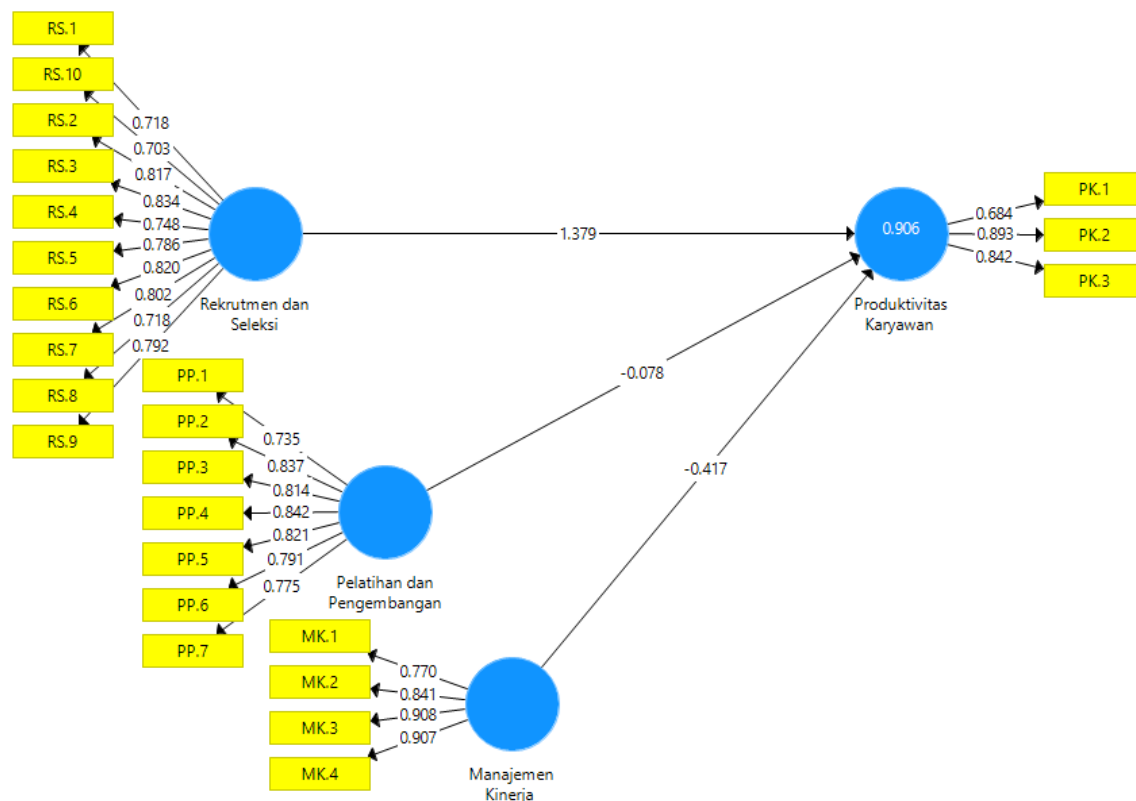 RS.1
RS.10
RS.2
RS.3
RS.4
RS.5
RS.6
RS.7
RS.8
RS.9
0.718
0.703
0.817
0.834
0.748
0.786
0.820
0.802
0.718
0.792
Rekrutmen dan
Seleksi
1.379
0.906
Produktivitas
Karyawan
0.684
0.893
0.842
PK.1
PK.2
PK.3
-0.078
-0.417
PP.1
PP.2
PP.3
PP.4
PP.5
PP.6
PP.7
0.735
0.837
0.814
0.842
0.821
0.791
0.775
Pelatihan dan
Pengembangan
MK.1
MK.2
MK.3
MK.4
0.770
0.841
0.908
0.907
Manajemen
Kinerja